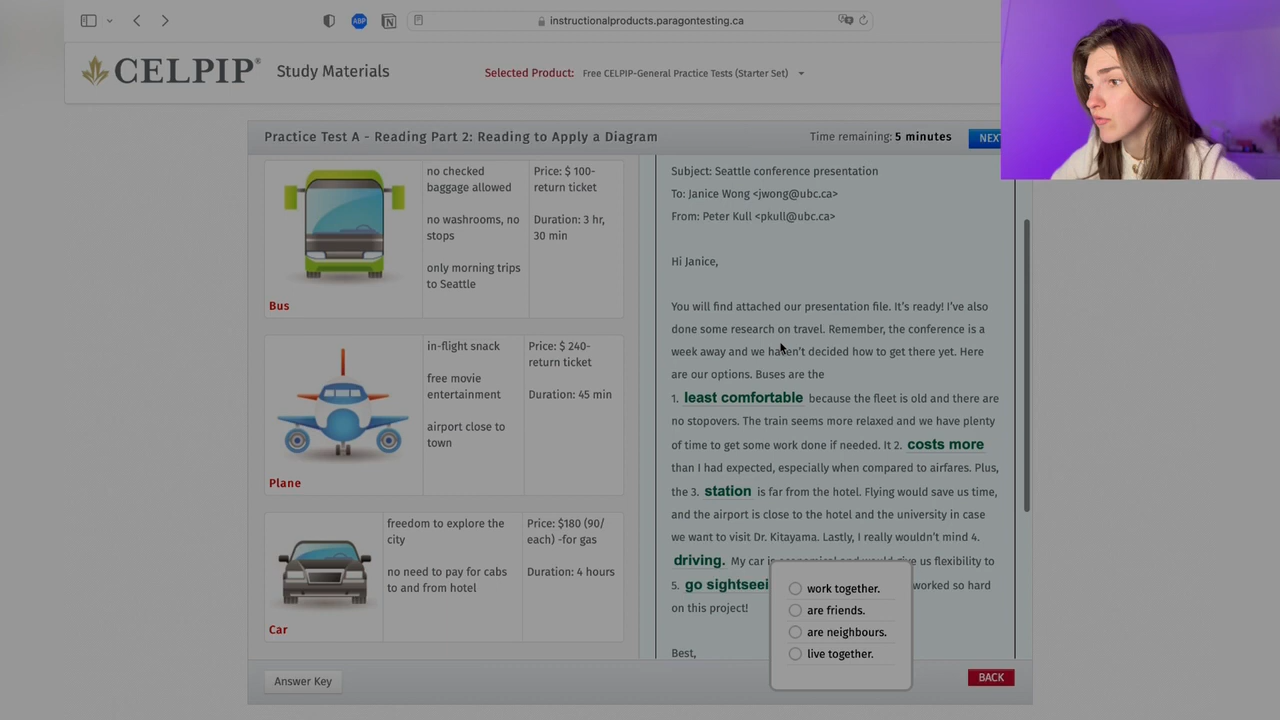 instructionalproducts.paragontesting.ca
ABP
CELPIP®
Study Materials
Selected Product: Free CELPIP-General Practice Tests (Starter Set)
Practice Test A - Reading Part 2: Reading to Apply a Diagram
Time remaining: 5 minutes
NEXT
no checked
baggage allowed
no washrooms, no
stops
only morning trips
to Seattle
Price: $ 100-
return ticket
Duration: 3 hr,
30 min
Bus
in-flight snack
free movie
entertainment
airport close to
town
Price: $ 240-
return ticket
Duration: 45 min
Plane
freedom to explore the
city
no need to pay for cabs
to and from hotel
Price: $180 (90/
each) -for gas
Duration: 4 hours
Car
Subject: Seattle conference presentation
To: Janice Wong <jwong@ubc.ca>
From: Peter Kull <pkull@ubc.ca>
Hi Janice,
You will find attached our presentation file. It's ready! I've also
done some research on travel. Remember, the conference is a
week away and we haven't decided how to get there yet. Here
are our options. Buses are the
1. least comfortable because the fleet is old and there are
no stopovers. The train seems more relaxed and we have plenty
of time to get some work done if needed. It 2. costs more
than I had expected, especially when compared to airfares. Plus,
the 3. station is far from the hotel. Flying would save us time,
and the airport is close to the hotel and the university in case
we want to visit Dr. Kitayama. Lastly, I really wouldn't mind 4.
driving. My car is economical and would give us flexibility to
5. go sightseei worked so hard
on this project!
Best,
work together.
are friends.
are neighbours.
live together.
Answer Key
BACK